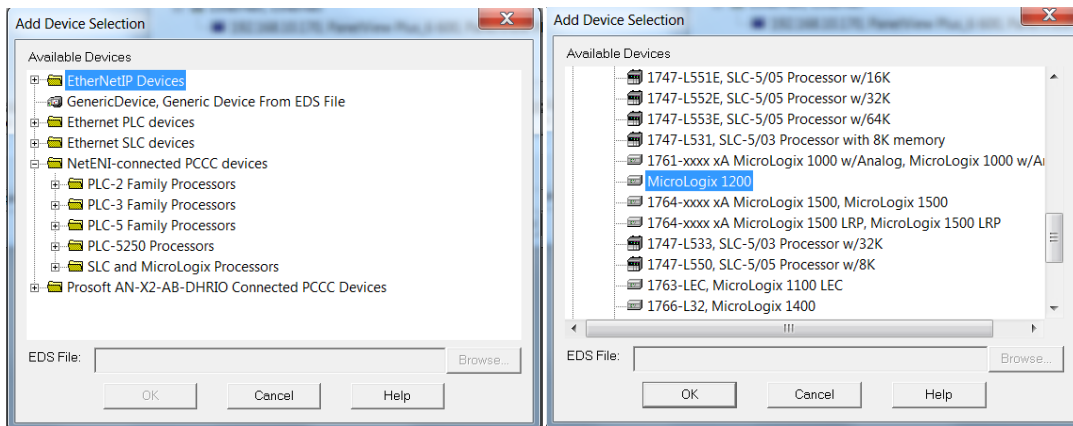 Add Device Selection
Available Devices
EtherNetIP Devices
GenericDevice, Generic Device From EDS File
Ethernet PLC devices
Ethernet SLC devices
NetENI-connected PCCC devices
PLC-2 Family Processors
PLC-3 Family Processors
PLC-5 Family Processors
PLC-5250 Processors
SLC and MicroLogix Processors
Prosoft AN-X2-AB-DHRIO Connected PCCC Devices
EDS File:
Browse...
OK Cancel Help
Add Device Selection
Available Devices
1747-L551E, SLC-5/05 Processor w/16K
1747-L552E, SLC-5/05 Processor w/32K
1747-L553E, SLC-5/05 Processor w/64K
1747-L531, SLC-5/03 Processor with 8K memory
1761-xxxx xA MicroLogix 1000 w/Analog, MicroLogix 1000 w/A
MicroLogix 1200
1764-xxxx xA MicroLogix 1500, MicroLogix 1500
1764-xxxx xA MicroLogix 1500 LRP, MicroLogix 1500 LRP
1747-L533, SLC-5/03 Processor w/32K
1747-L550, SLC-5/05 Processor w/8K
1763-LEC, MicroLogix 1100 LEC
1766-L32, MicroLogix 1400
EDS File:
Browse...
OK Cancel Help